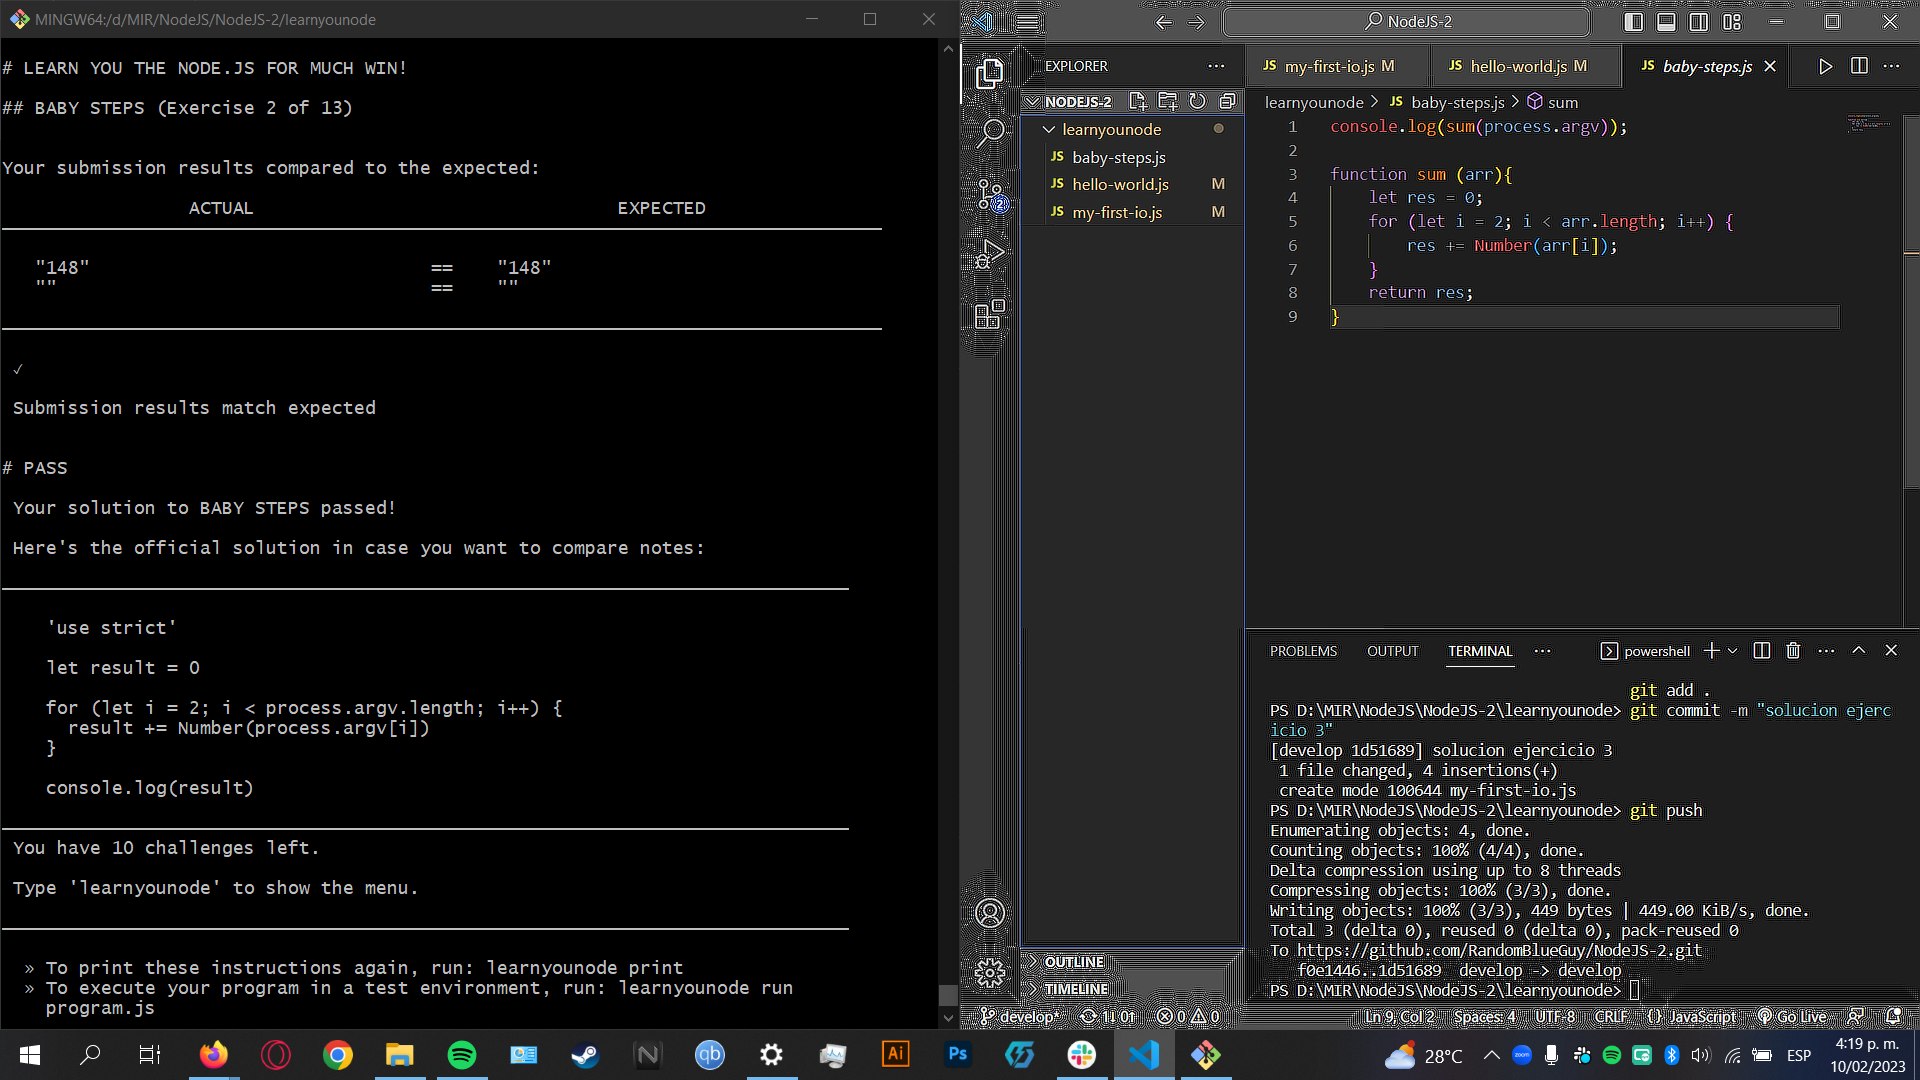 MINGW64:/d/MIR/NodeJS/NodeJS-2/learnyounode
# LEARN YOU THE NODE.JS FOR MUCH WIN!
## BABY STEPS (Exercise 2 of 13)
Your submission results compared to the expected:
ACTUAL EXPECTED
"148" == "148"
"" == ""
✓
Submission results match expected
# PASS
Your solution to BABY STEPS passed!
Here's the official solution in case you want to compare notes:
'use strict'
let result = 0
for (let i = 2; i < process.argv.length; i++) {
result += Number(process.argv[i])
}
console.log(result)
You have 10 challenges left.
Type 'learnyounode' to show the menu.
» To print these instructions again, run: learnyounode print
» To execute your program in a test environment, run: learnyounode run
program.js
NodeJS-2
EXPLORER
NODEJS-2
learnyounode
JS baby-steps.js
JS hello-world.js M
JS my-first-io.js M
OUTLINE
TIMELINE
JS my-first-io.js M
JS hello-world.js M
JS baby-steps.js
learnyounode > JS baby-steps.js > sum
1 console.log(sum(process.argv));
2
3 function sum (arr){
4 let res = 0;
5 for (let i = 2; i < arr.length; i++) {
6 res += Number(arr[i]);
7 }
8 return res;
9 }
PROBLEMS OUTPUT TERMINAL powershell
git add .
PS D:\MIR\NodeJS\NodeJS-2\learnyounode> git commit -m "solucion ejerc
icio 3"
[develop 1d51689] solucion ejercicio 3
1 file changed, 4 insertions(+)
create mode 100644 my-first-io.js
PS D:\MIR\NodeJS\NodeJS-2\learnyounode> git push
Enumerating objects: 4, done.
Counting objects: 100% (4/4), done.
Delta compression using up to 8 threads
Compressing objects: 100% (3/3), done.
Writing objects: 100% (3/3), 449 bytes | 449.00 KiB/s, done.
Total 3 (delta 0), reused 0 (delta 0), pack-reused 0
To https://github.com/RandomBlueGuy/NodeJS-2.git
f0e1446..1d51689 develop -> develop
PS D:\MIR\NodeJS\NodeJS-2\learnyounode>
2
develop* 1↓ 0↑ 0 0 Ln 9, Col 2 Spaces: 4 UTF-8 CRLF {} JavaScript Go Live
N qb Ai Ps 28°C zoom ESP
4:19 p. m.
10/02/2023